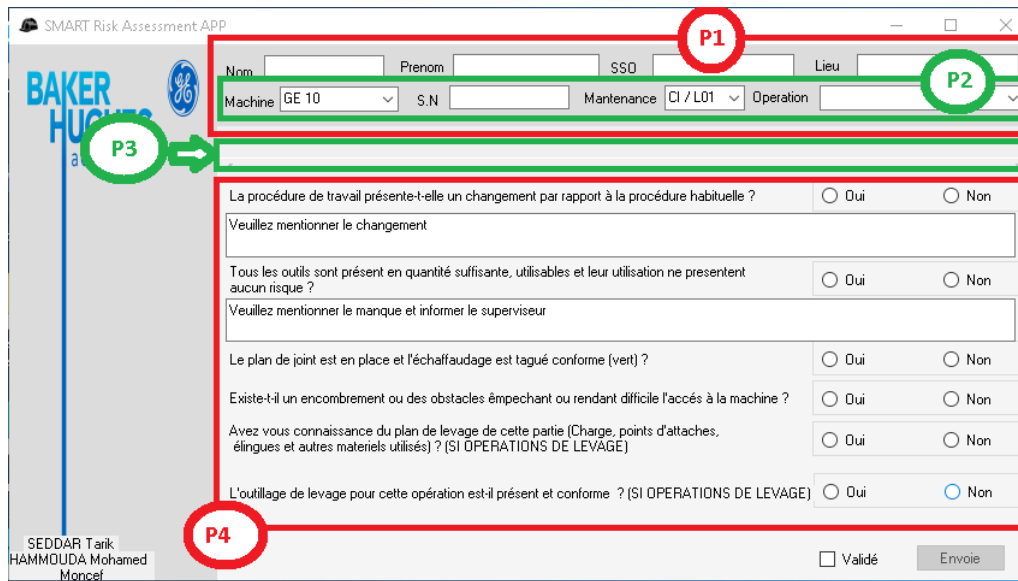 SMART Risk Assessment APP
P1
Nom Prenom SSO Lieu
P2
Machine GE 10 S.N Mantenance CI / L01 Operation
BAKER
HUGHES
a
P3
La procédure de travail présente-t-elle un changement par rapport à la procédure habituelle ? Oui Non
Veuillez mentionner le changement
Tous les outils sont présent en quantité suffisante, utilisables et leur utilisation ne presentent
aucun risque ? Oui Non
Veuillez mentionner le manque et informer le superviseur
Le plan de joint est en place et l'échaffaudage est tagué conforme (vert) ? Oui Non
Existe-t-il un encombrement ou des obstacles êmpechant ou rendant difficile l'accés à la machine ? Oui Non
Avez vous connaissance du plan de levage de cette partie (Charge, points d'attaches,
élingues et autres materiels utilisés) ? (SI OPERATIONS DE LEVAGE) Oui Non
L'outillage de levage pour cette opération est-il présent et conforme ? (SI OPERATIONS DE LEVAGE) Oui Non
P4
SEDDAR Tarik
HAMMOUDA Mohamed
Moncef
Validé Envoie